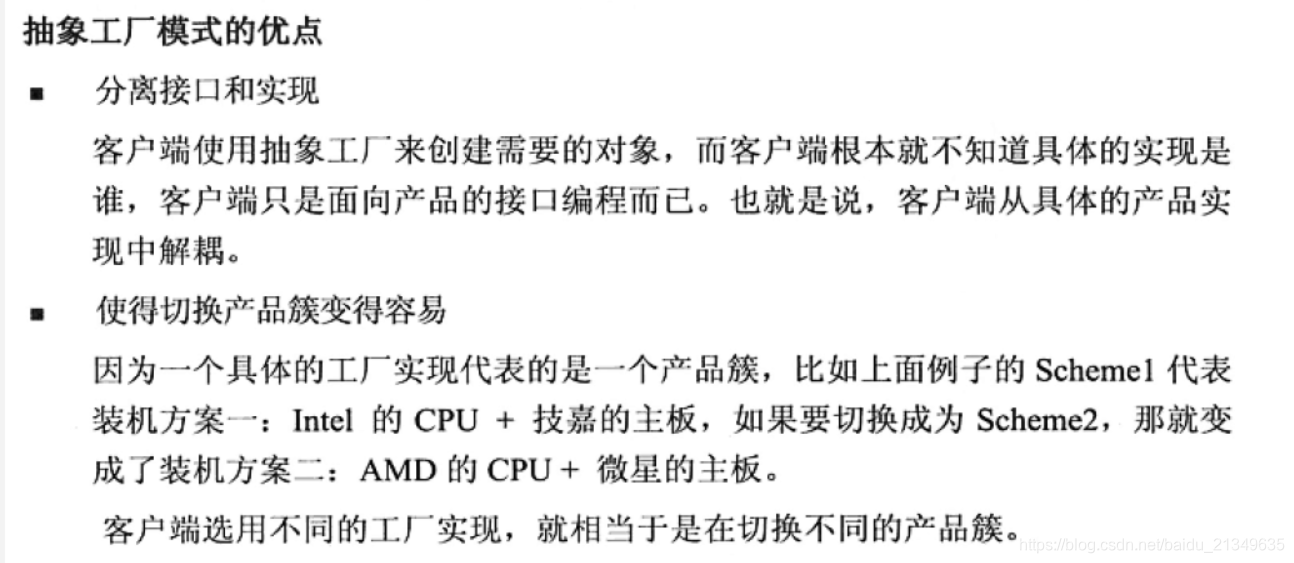 抽象工厂模式的优点
■ 分离接口和实现
客户端使用抽象工厂来创建需要的对象，而客户端根本就不知道具体的实现是
谁，客户端只是面向产品的接口编程而已。也就是说，客户端从具体的产品实
现中解耦。
■ 使得切换产品簇变得容易
因为一个具体的工厂实现代表的是一个产品簇，比如上面例子的 Scheme1 代表
装机方案一：Intel 的 CPU + 技嘉的主板，如果要切换成为 Scheme2，那就变
成了装机方案二：AMD 的 CPU + 微星的主板。
客户端选用不同的工厂实现，就相当于是在切换不同的产品簇。
https://blog.csdn.net/baidu_21349635